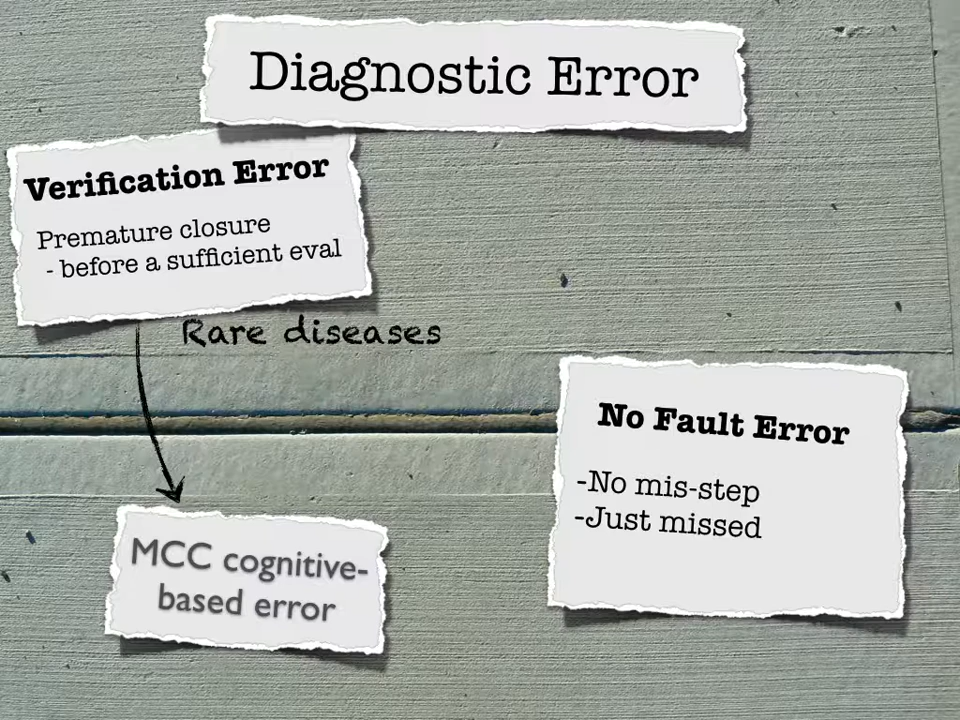 Diagnostic Error
Verification Error
Premature closure
- before a sufficient eval
Rare diseases
No Fault Error
-No mis-step
-Just missed
MCC cognitive-
based error